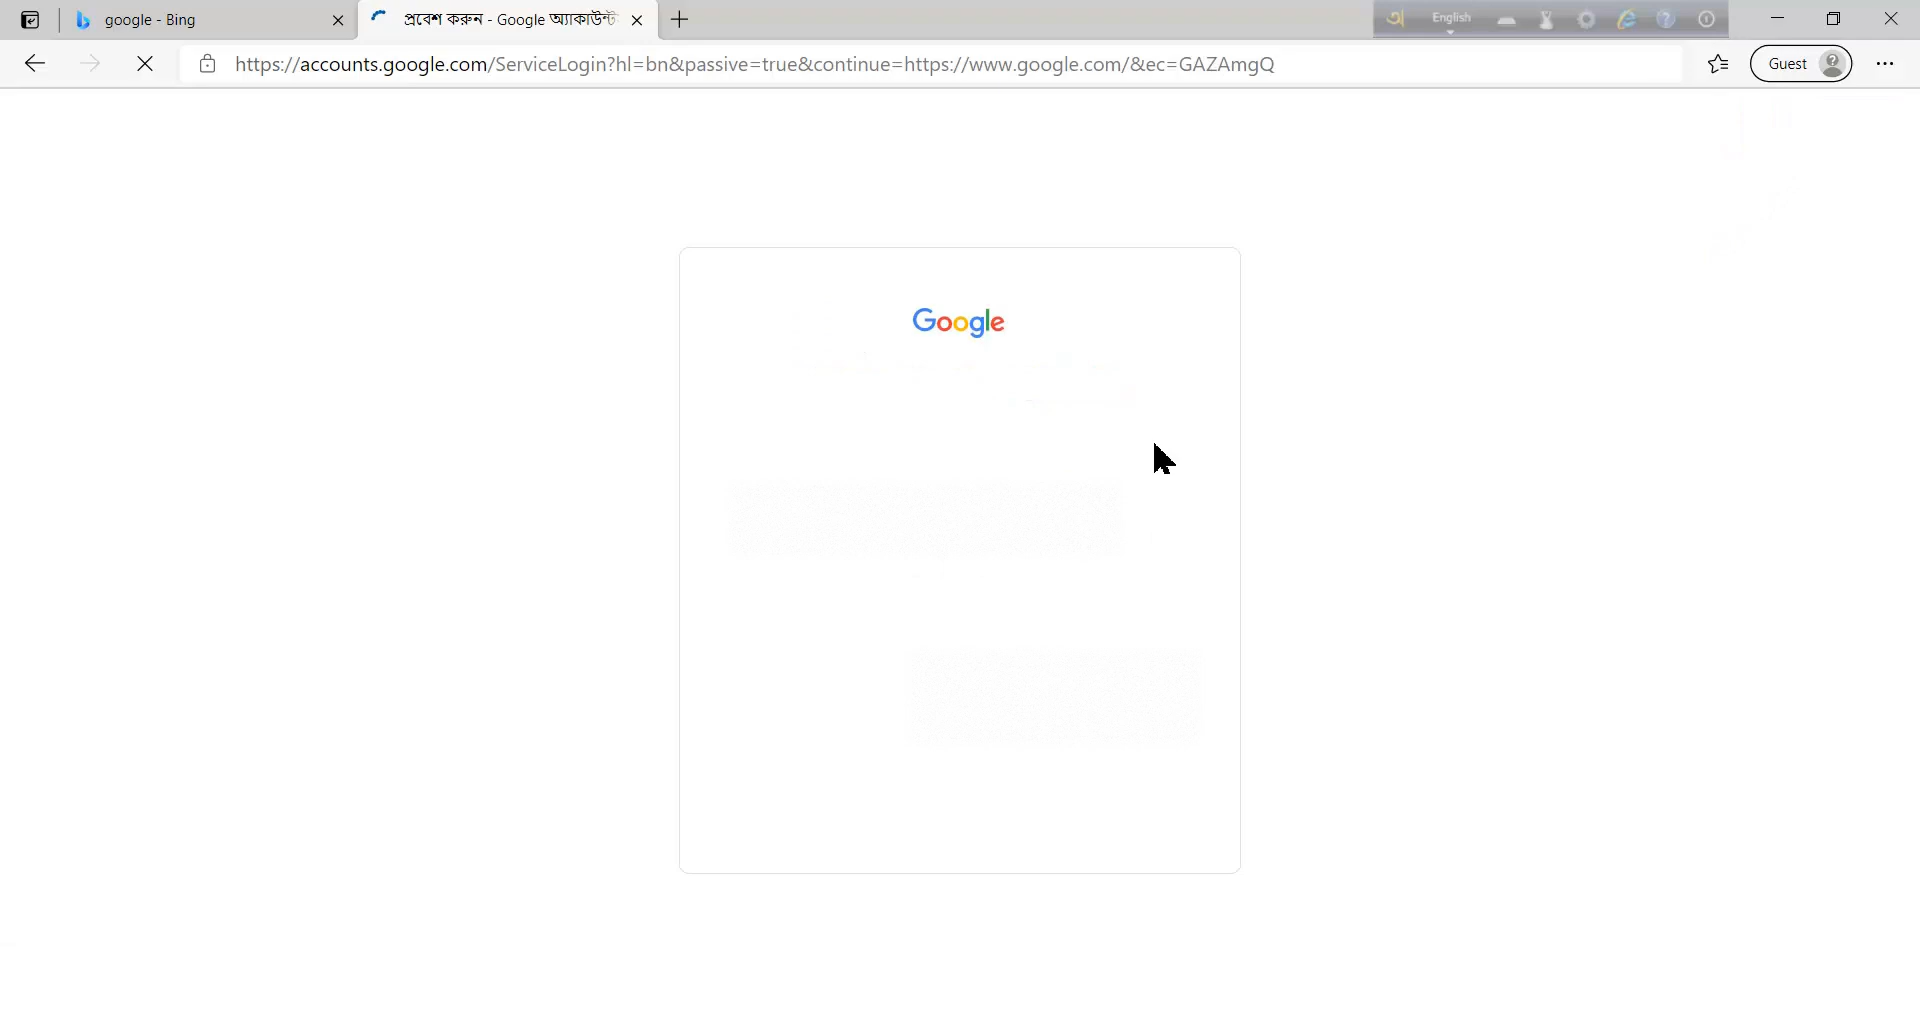 google - Bing
প্রবেশ করুন - Google অ্যাকাউন্ট
English
https://accounts.google.com/ServiceLogin?hl=bn&passive=true&continue=https://www.google.com/&ec=GAZAmgQ
Guest
Google